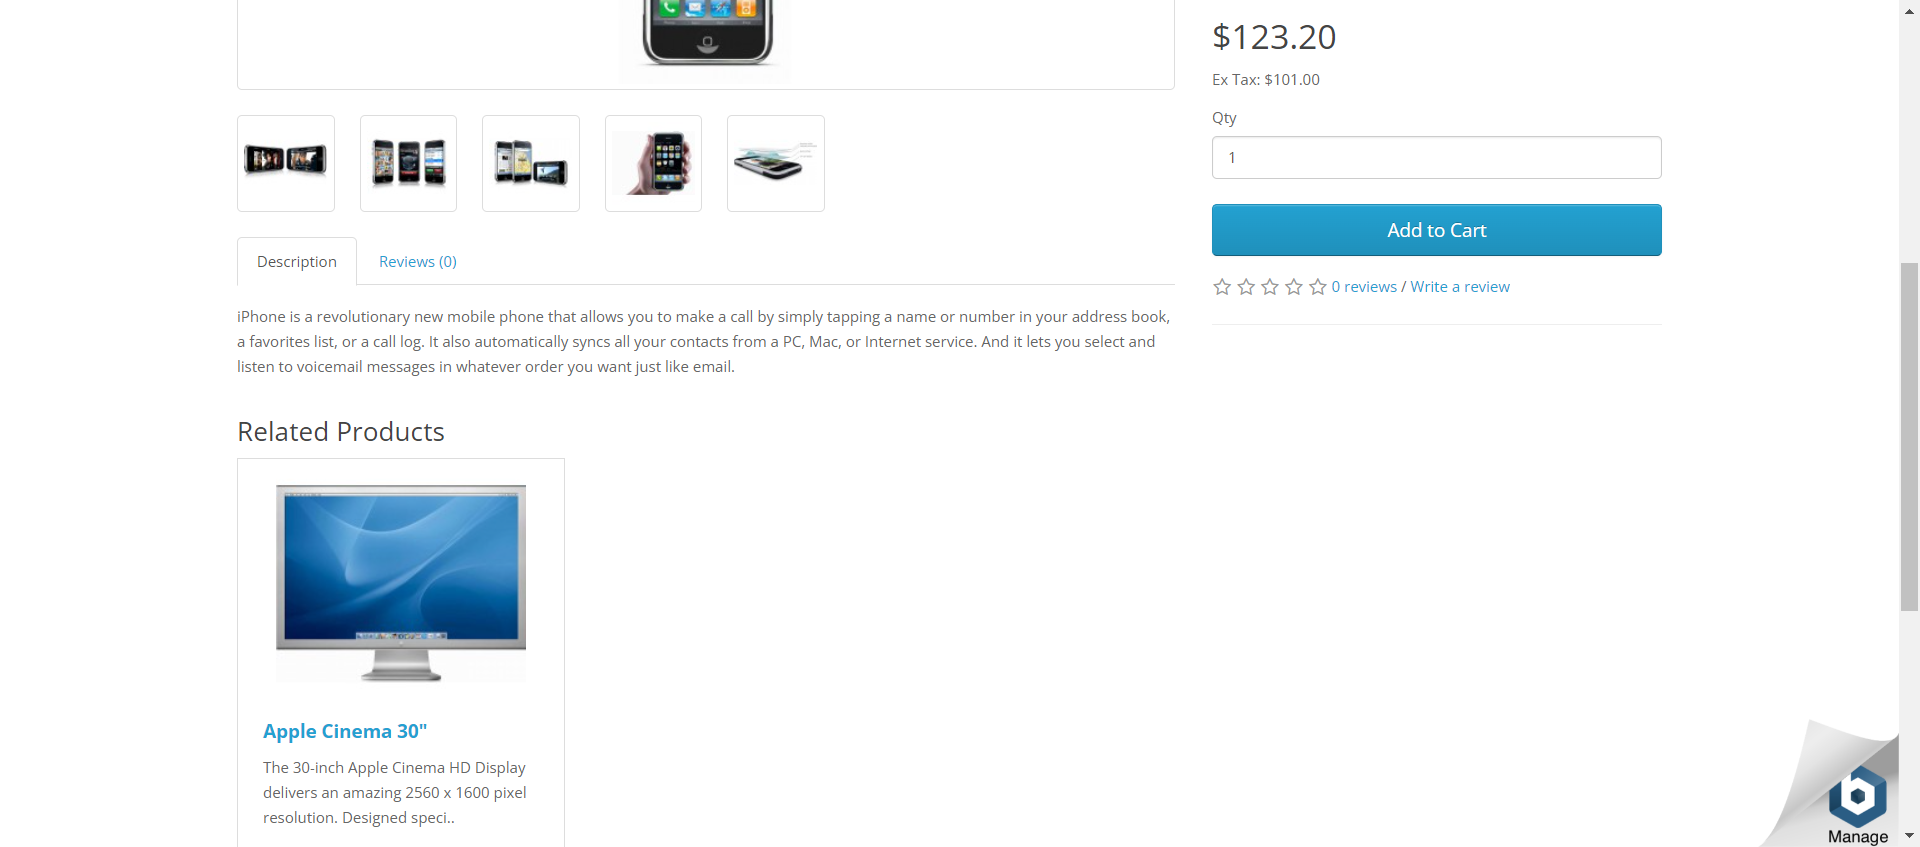 $123.20
Ex Tax: $101.00
Qty
1
Add to Cart
0 reviews / Write a review
Description
Reviews (0)
iPhone is a revolutionary new mobile phone that allows you to make a call by simply tapping a name or number in your address book,
a favorites list, or a call log. It also automatically syncs all your contacts from a PC, Mac, or Internet service. And it lets you select and
listen to voicemail messages in whatever order you want just like email.
Related Products
Apple Cinema 30"
The 30-inch Apple Cinema HD Display
delivers an amazing 2560 x 1600 pixel
resolution. Designed speci..
b
Manage